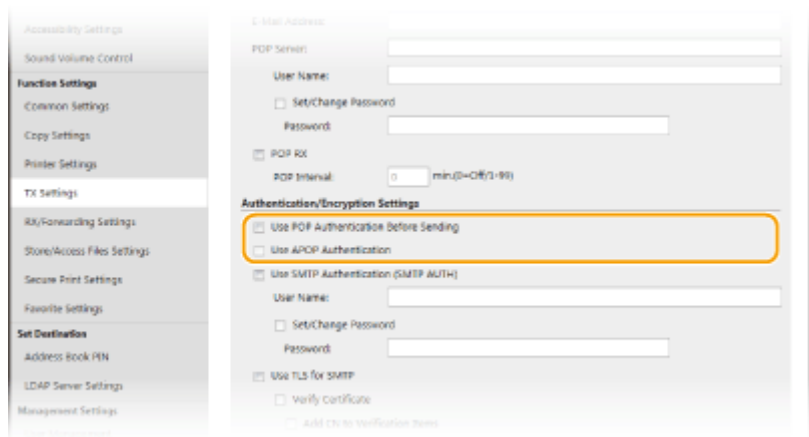 Accessibility Settings
Sound Volume Control
Function Settings
Common Settings
Copy Settings
Printer Settings
TX Settings
RX/Forwarding Settings
Store/Access Files Settings
Secure Print Settings
Favorite Settings
Set Destination
Address Book PIN
LDAP Server Settings
Management Settings
E-Mail Address:
POP Server:
User Name:
Set/Change Password
Password:
POP RX
POP Interval:
0
min.(0=Off/1-99)
Authentication/Encryption Settings
Use POP Authentication Before Sending
Use APOP Authentication
Use SMTP Authentication (SMTP AUTH)
User Name:
Set/Change Password
Password:
Use TLS for SMTP
Verify Certificate
Add CN to Verification Items